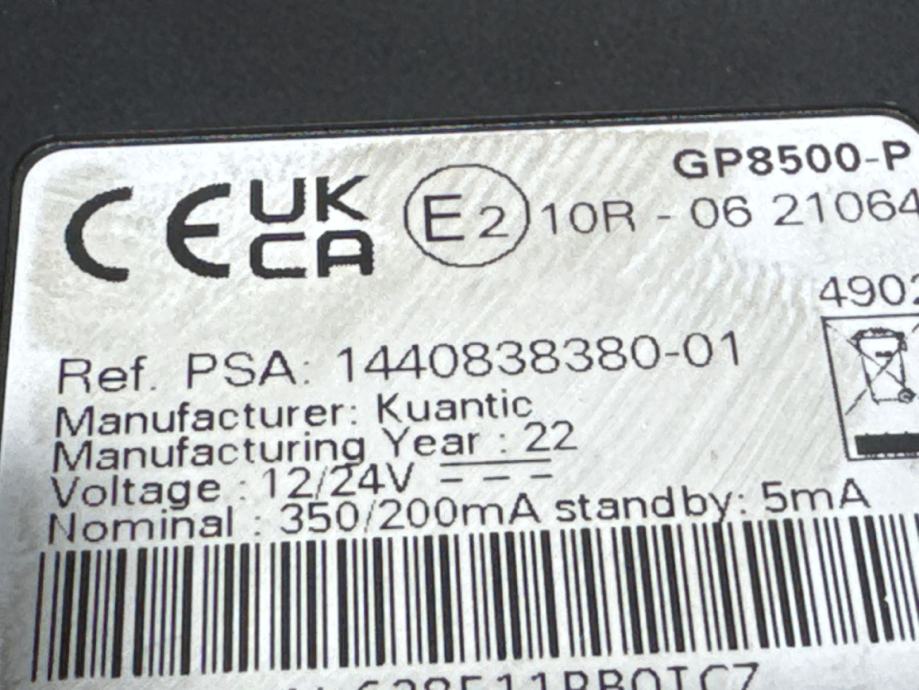 GP8500-P
CE UK CA E2 10R - 06 21064
4902
Ref. PSA: 1440838380-01
Manufacturer: Kuantic
Manufacturing Year : 22
Voltage : 12/24V
Nominal : 350/200mA standby: 5mA